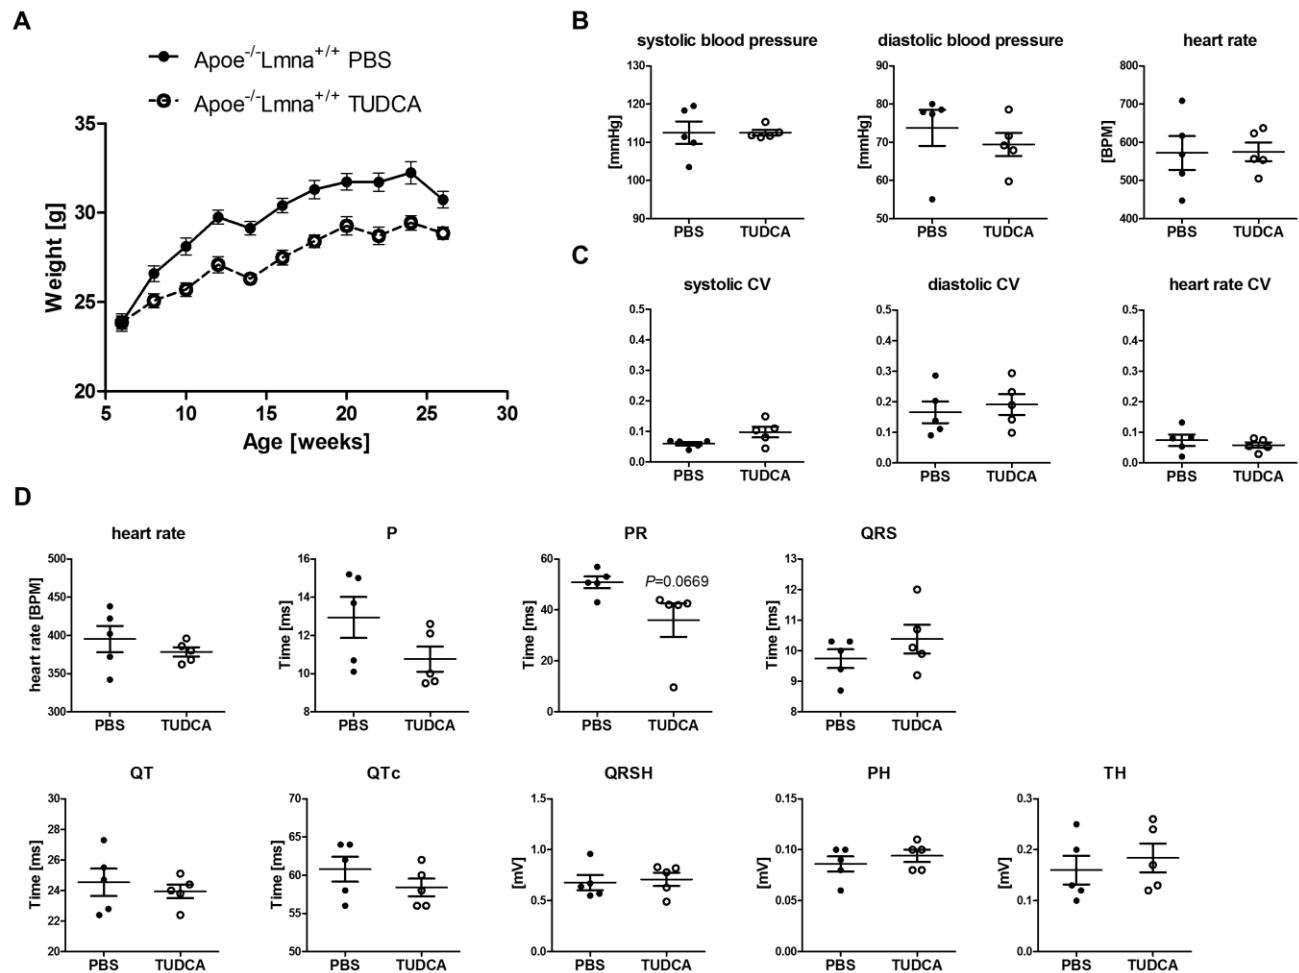 A
Apoe-/-Lmna+/+ PBS
Apoe-/-Lmna+/+ TUDCA
35
30
25
20
Weight [g]
5 10 15 20 25 30
Age [weeks]
B
systolic blood pressure
130
120
110
100
90
[mmHg]
PBS TUDCA
diastolic blood pressure
90
80
70
60
50
[mmHg]
PBS TUDCA
heart rate
800
700
600
500
400
[BPM]
PBS TUDCA
C
systolic CV
0.5
0.4
0.3
0.2
0.1
0.0
PBS TUDCA
diastolic CV
0.5
0.4
0.3
0.2
0.1
0.0
PBS TUDCA
heart rate CV
0.5
0.4
0.3
0.2
0.1
0.0
PBS TUDCA
D
heart rate
500
450
400
350
300
heart rate [BPM]
PBS TUDCA
P
16
14
12
10
8
Time [ms]
PBS TUDCA
PR
60
40
20
0
Time [ms]
P=0.0669
PBS TUDCA
QRS
13
12
11
10
9
8
Time [ms]
PBS TUDCA
QT
30
28
26
24
22
20
Time [ms]
PBS TUDCA
QTc
70
65
60
55
50
Time [ms]
PBS TUDCA
QRSH
1.5
1.0
0.5
0.0
[mV]
PBS TUDCA
PH
0.15
0.10
0.05
0.00
[mV]
PBS TUDCA
TH
0.3
0.2
0.1
0.0
[mV]
PBS TUDCA